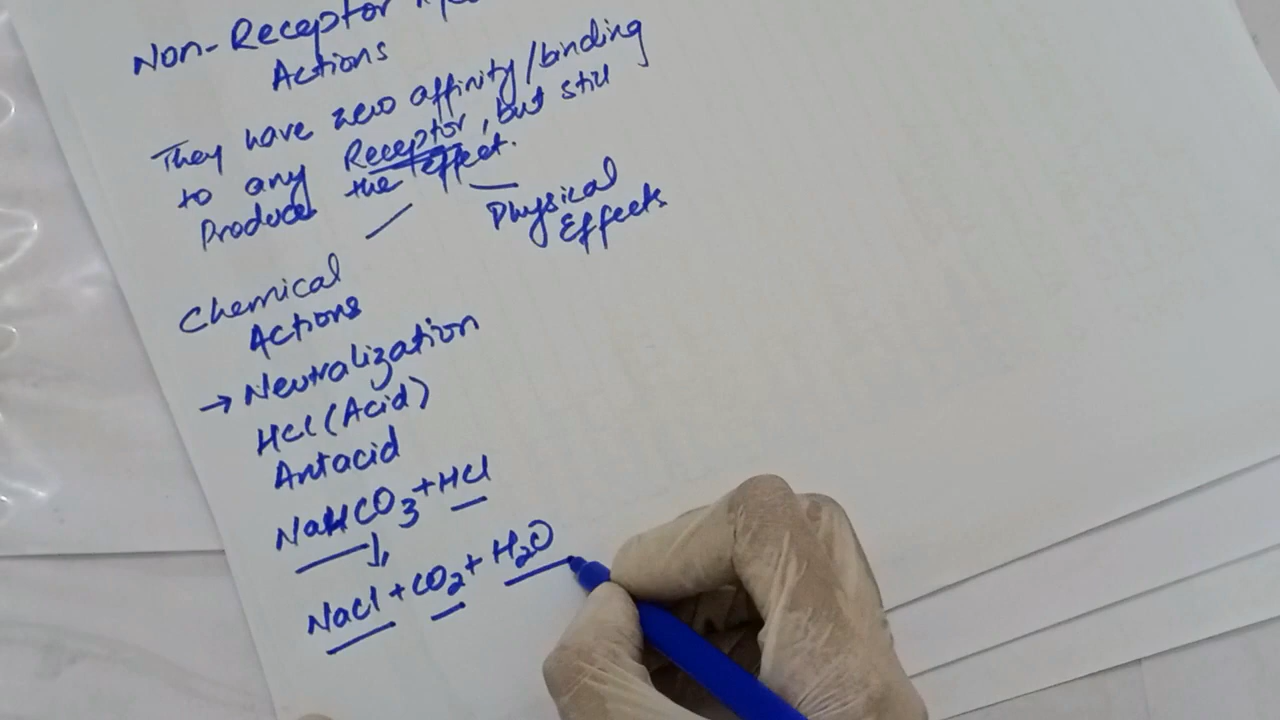 Non-Receptor
Actions
They have zero affinity/binding
to any Receptor, but still
Produces the effect.
Physical
Effects
Chemical
Actions
→ Neutralization
HCl (Acid)
Antacid
NaHCO3 + HCl
↓
NaCl + CO2 + H2O